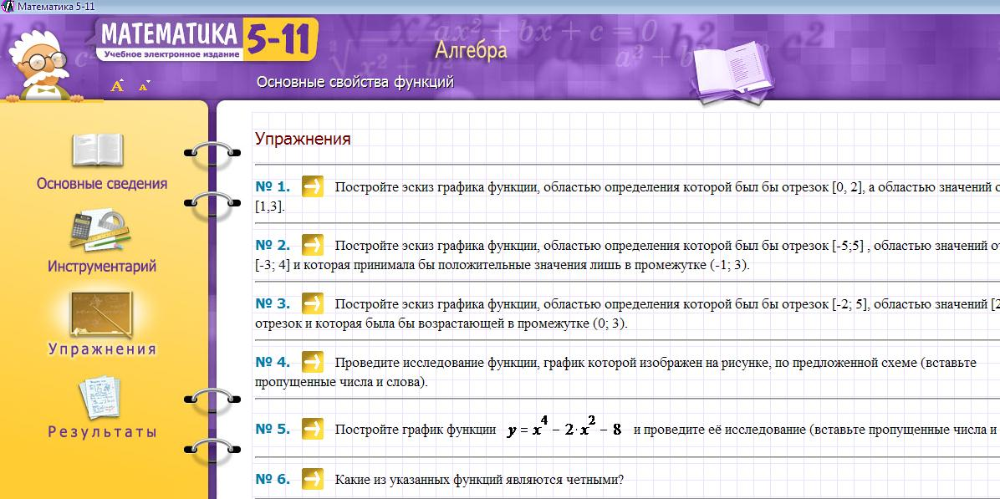 Математика 5-11
МАТЕМАТИКА 5-11
Учебное электронное издание
Алгебра
Основные свойства функций
A A
Основные сведения
Инструментарий
Упражнения
Результаты
Упражнения
№ 1. Постройте эскиз графика функции, областью определения которой был бы отрезок [0, 2], а областью значений
[1,3].
№ 2. Постройте эскиз графика функции, областью определения которой был бы отрезок [-5;5] , областью значений
[-3; 4] и которая принимала бы положительные значения лишь в промежутке (-1; 3).
№ 3. Постройте эскиз графика функции, областью определения которой был бы отрезок [-2; 5], областью значений [2
отрезок и которая была бы возрастающей в промежутке (0; 3).
№ 4. Проведите исследование функции, график которой изображен на рисунке, по предложенной схеме (вставьте
пропущенные числа и слова).
№ 5. Постройте график функции y = x⁴ − 2·x² − 8 и проведите её исследование (вставьте пропущенные числа и
№ 6. Какие из указанных функций являются четными?